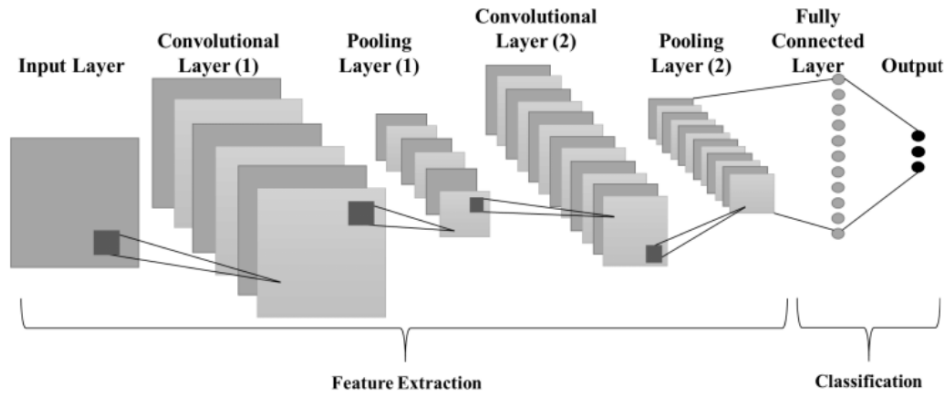 Input Layer
Convolutional
Layer (1)
Pooling
Layer (1)
Convolutional
Layer (2)
Pooling
Layer (2)
Fully
Connected
Layer
Output
Feature Extraction
Classification